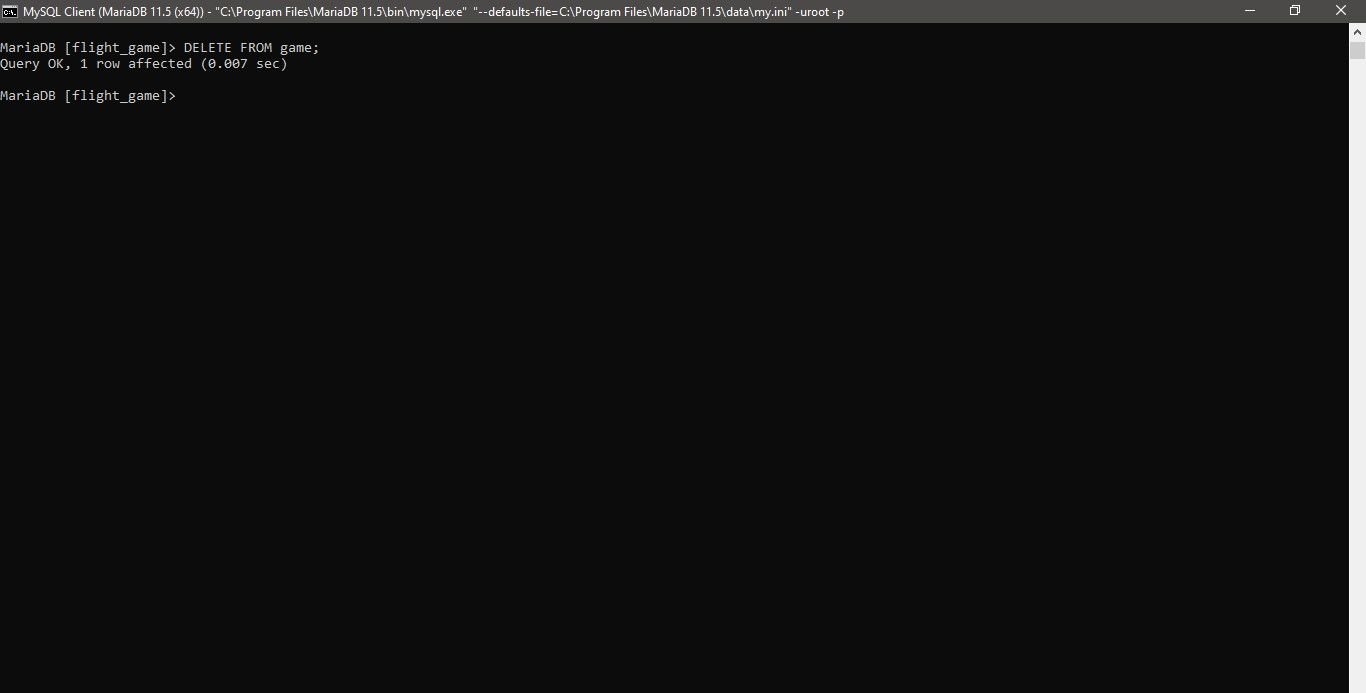 MySQL Client (MariaDB 11.5 (x64)) - "C:\Program Files\MariaDB 11.5\bin\mysql.exe" "--defaults-file=C:\Program Files\MariaDB 11.5\data\my.ini" -uroot -p
MariaDB [flight_game]> DELETE FROM game;
Query OK, 1 row affected (0.007 sec)
MariaDB [flight_game]>